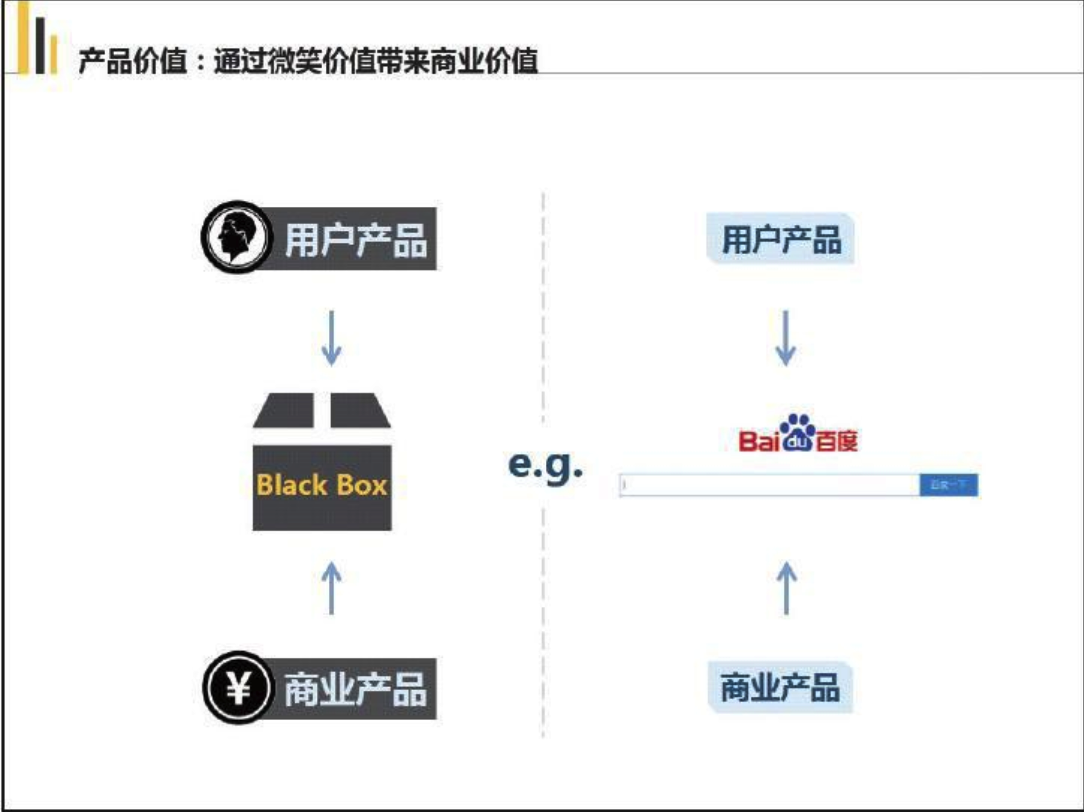 产品价值：通过微笑价值带来商业价值
用户产品
Black Box
¥ 商业产品
e.g.
用户产品
Bai du 百度
百度一下
商业产品